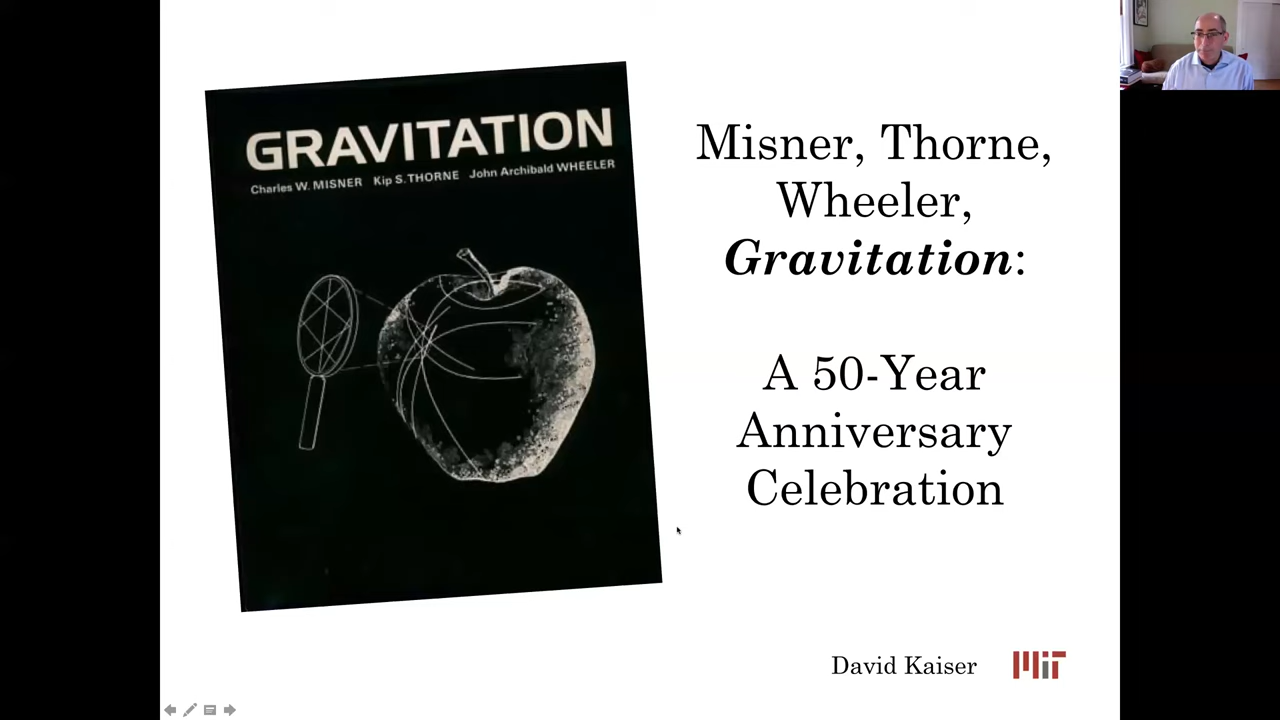 GRAVITATION
Charles W. MISNER Kip S. THORNE John Archibald WHEELER
Misner, Thorne,
Wheeler,
Gravitation:
A 50-Year
Anniversary
Celebration
David Kaiser
MIT